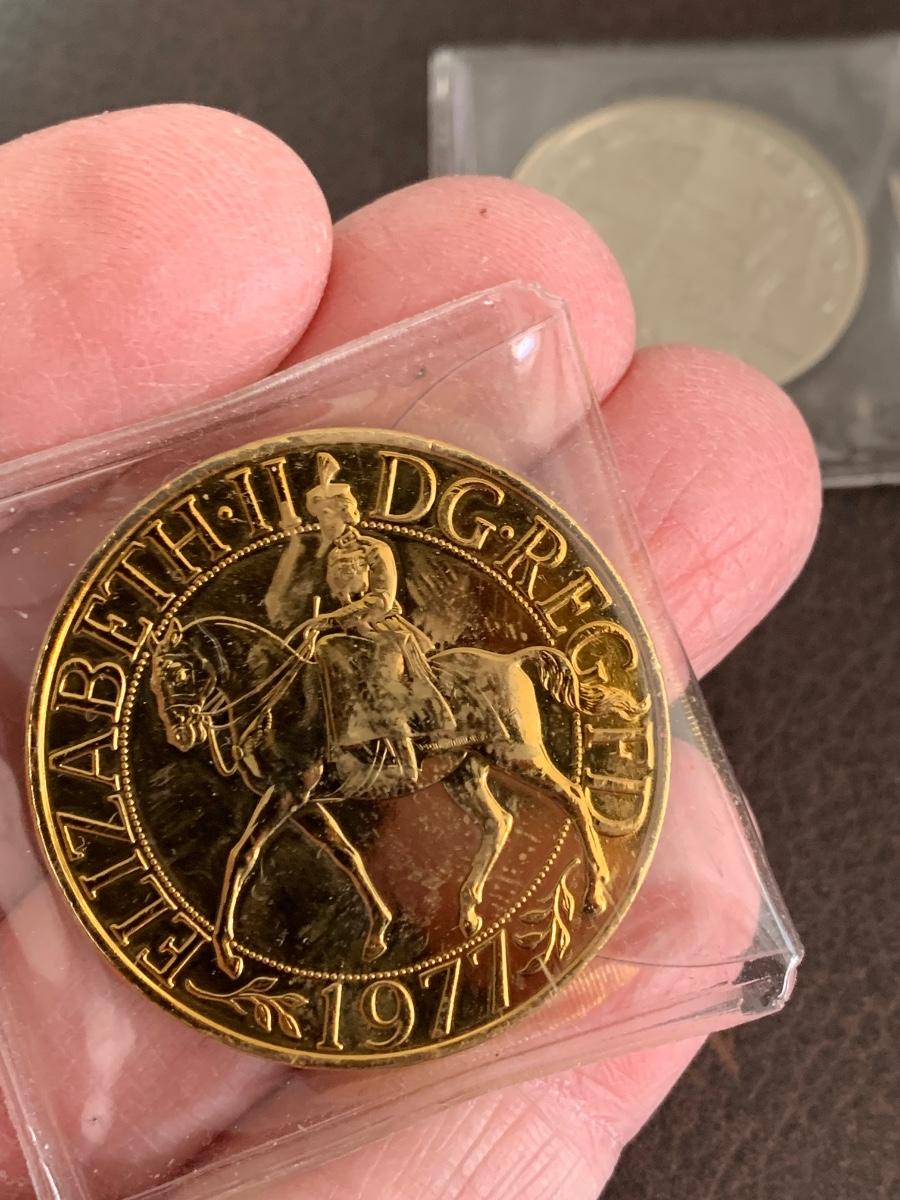 ELIZABETH·II DG·REG FD
1977